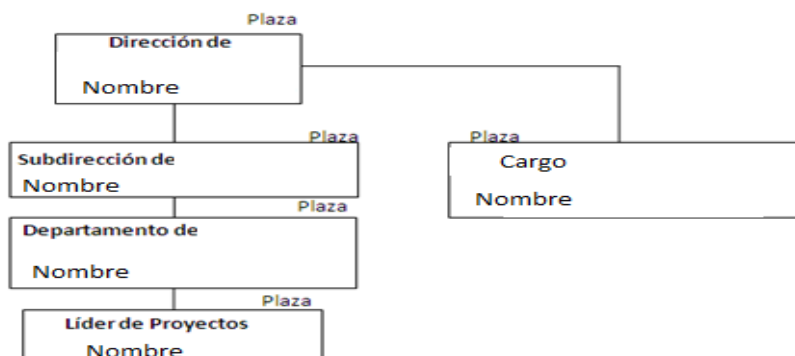 Plaza
Dirección de
Nombre
Plaza
Subdirección de
Nombre
Plaza
Cargo
Nombre
Plaza
Departamento de
Nombre
Plaza
Líder de Proyectos
Nombre